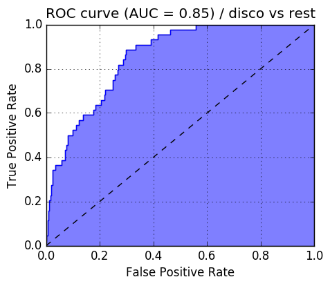 ROC curve (AUC = 0.85) / disco vs rest
1.0
0.8
0.6
0.4
0.2
0.0
True Positive Rate
0.0 0.2 0.4 0.6 0.8 1.0
False Positive Rate